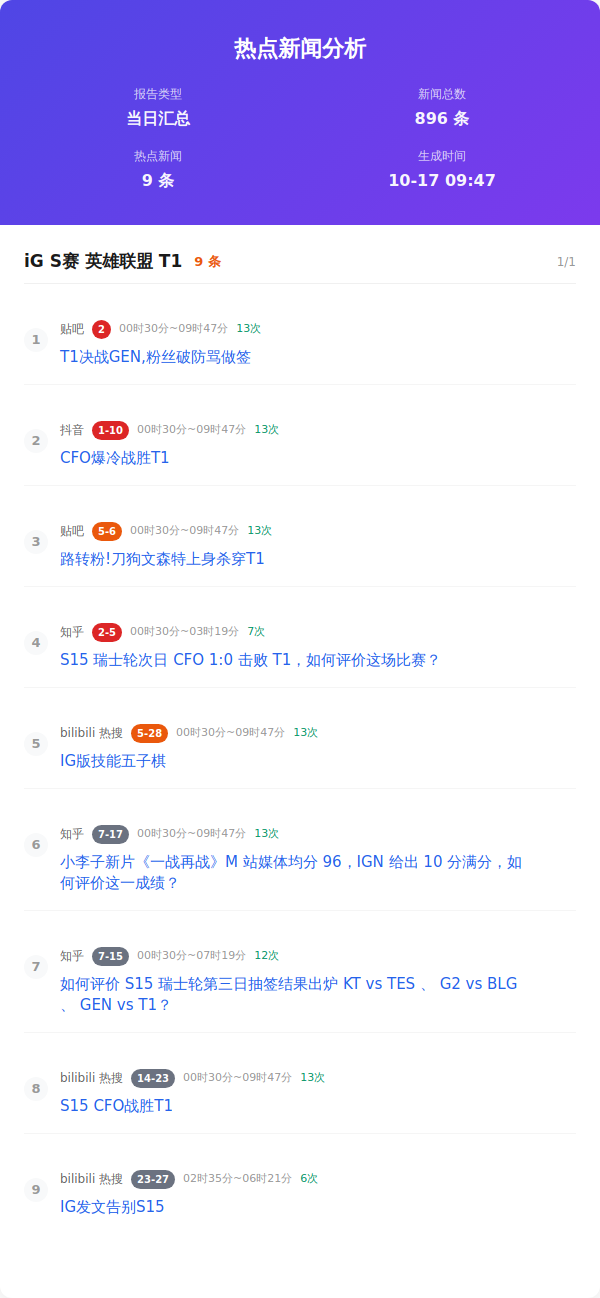 热点新闻分析
报告类型
新闻总数
当日汇总
896 条
热点新闻
生成时间
9 条
10-17 09:47
iG S赛 英雄联盟 T1 9 条 1/1
1
贴吧 2 00时30分~09时47分 13次
T1决战GEN,粉丝破防骂做签
2
抖音 1-10 00时30分~09时47分 13次
CFO爆冷战胜T1
3
贴吧 5-6 00时30分~09时47分 13次
路转粉!刀狗文森特上身杀穿T1
4
知乎 2-5 00时30分~03时19分 7次
S15 瑞士轮次日 CFO 1:0 击败 T1，如何评价这场比赛？
5
bilibili 热搜 5-28 00时30分~09时47分 13次
IG版技能五子棋
6
知乎 7-17 00时30分~09时47分 13次
小李子新片《一战再战》M 站媒体均分 96，IGN 给出 10 分满分，如
何评价这一成绩？
7
知乎 7-15 00时30分~07时19分 12次
如何评价 S15 瑞士轮第三日抽签结果出炉 KT vs TES 、 G2 vs BLG
、 GEN vs T1？
8
bilibili 热搜 14-23 00时30分~09时47分 13次
S15 CFO战胜T1
9
bilibili 热搜 23-27 02时35分~06时21分 6次
IG发文告别S15